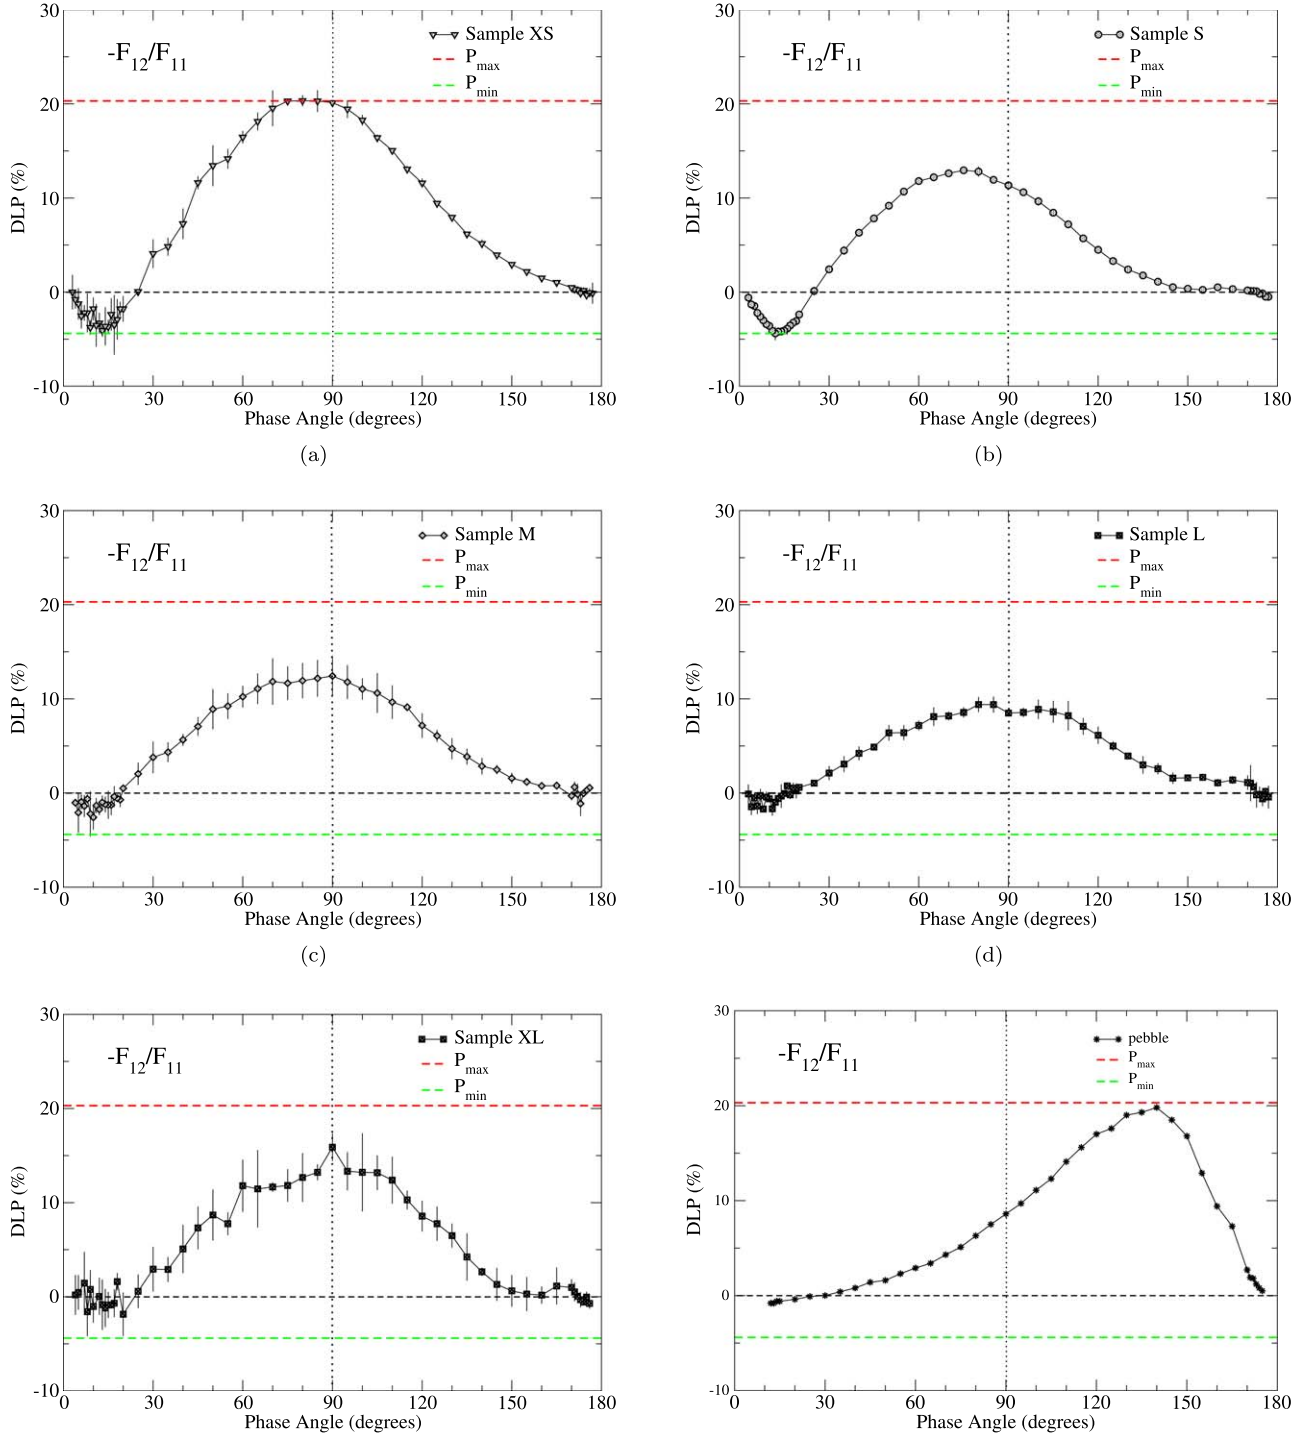 -F12/F11
Sample XS
Pmax
Pmin
30
20
10
0
-10
DLP (%)
0 30 60 90 120 150 180
Phase Angle (degrees)
(a)
-F12/F11
Sample S
Pmax
Pmin
30
20
10
0
-10
DLP (%)
0 30 60 90 120 150 180
Phase Angle (degrees)
(b)
-F12/F11
Sample M
Pmax
Pmin
30
20
10
0
-10
DLP (%)
0 30 60 90 120 150 180
Phase Angle (degrees)
(c)
-F12/F11
Sample L
Pmax
Pmin
30
20
10
0
-10
DLP (%)
0 30 60 90 120 150 180
Phase Angle (degrees)
(d)
-F12/F11
Sample XL
Pmax
Pmin
30
20
10
0
-10
DLP (%)
0 30 60 90 120 150 180
Phase Angle (degrees)
-F12/F11
pebble
Pmax
Pmin
30
20
10
0
-10
DLP (%)
0 30 60 90 120 150 180
Phase Angle (degrees)